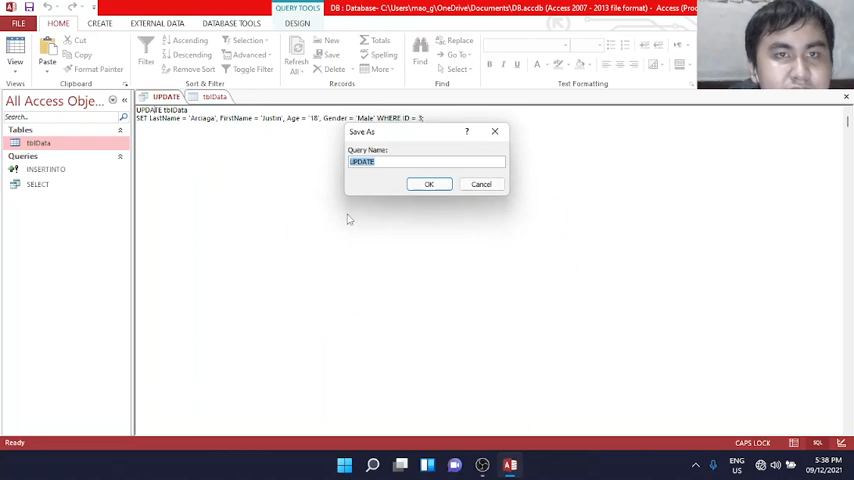 QUERY TOOLS
DB : Database- C:\Users\mao_g\OneDrive\Documents\DB.accdb (Access 2007 - 2013 file format) - Access (Proc
FILE HOME CREATE EXTERNAL DATA DATABASE TOOLS DESIGN
View
Paste
Cut
Copy
Format Painter
Clipboard
Filter
Ascending
Descending
Remove Sort
Selection
Advanced
Toggle Filter
Sort & Filter
Refresh
All
New
Save
Delete
Totals
Spelling
More
Records
Find
Replace
Go To
Select
Find
B I U A
Text Formatting
All Access Obje...
Search...
Tables
tblData
Queries
INSERTINTO
SELECT
UPDATE tblData
UPDATE tblData
SET LastName = 'Arciaga', FirstName = 'Justin', Age = '18', Gender = 'Male' WHERE ID = 3;
Save As ?
Query Name:
UPDATE
OK Cancel
Ready CAPS LOCK SQL
ENG
US
5:38 PM
09/12/2021